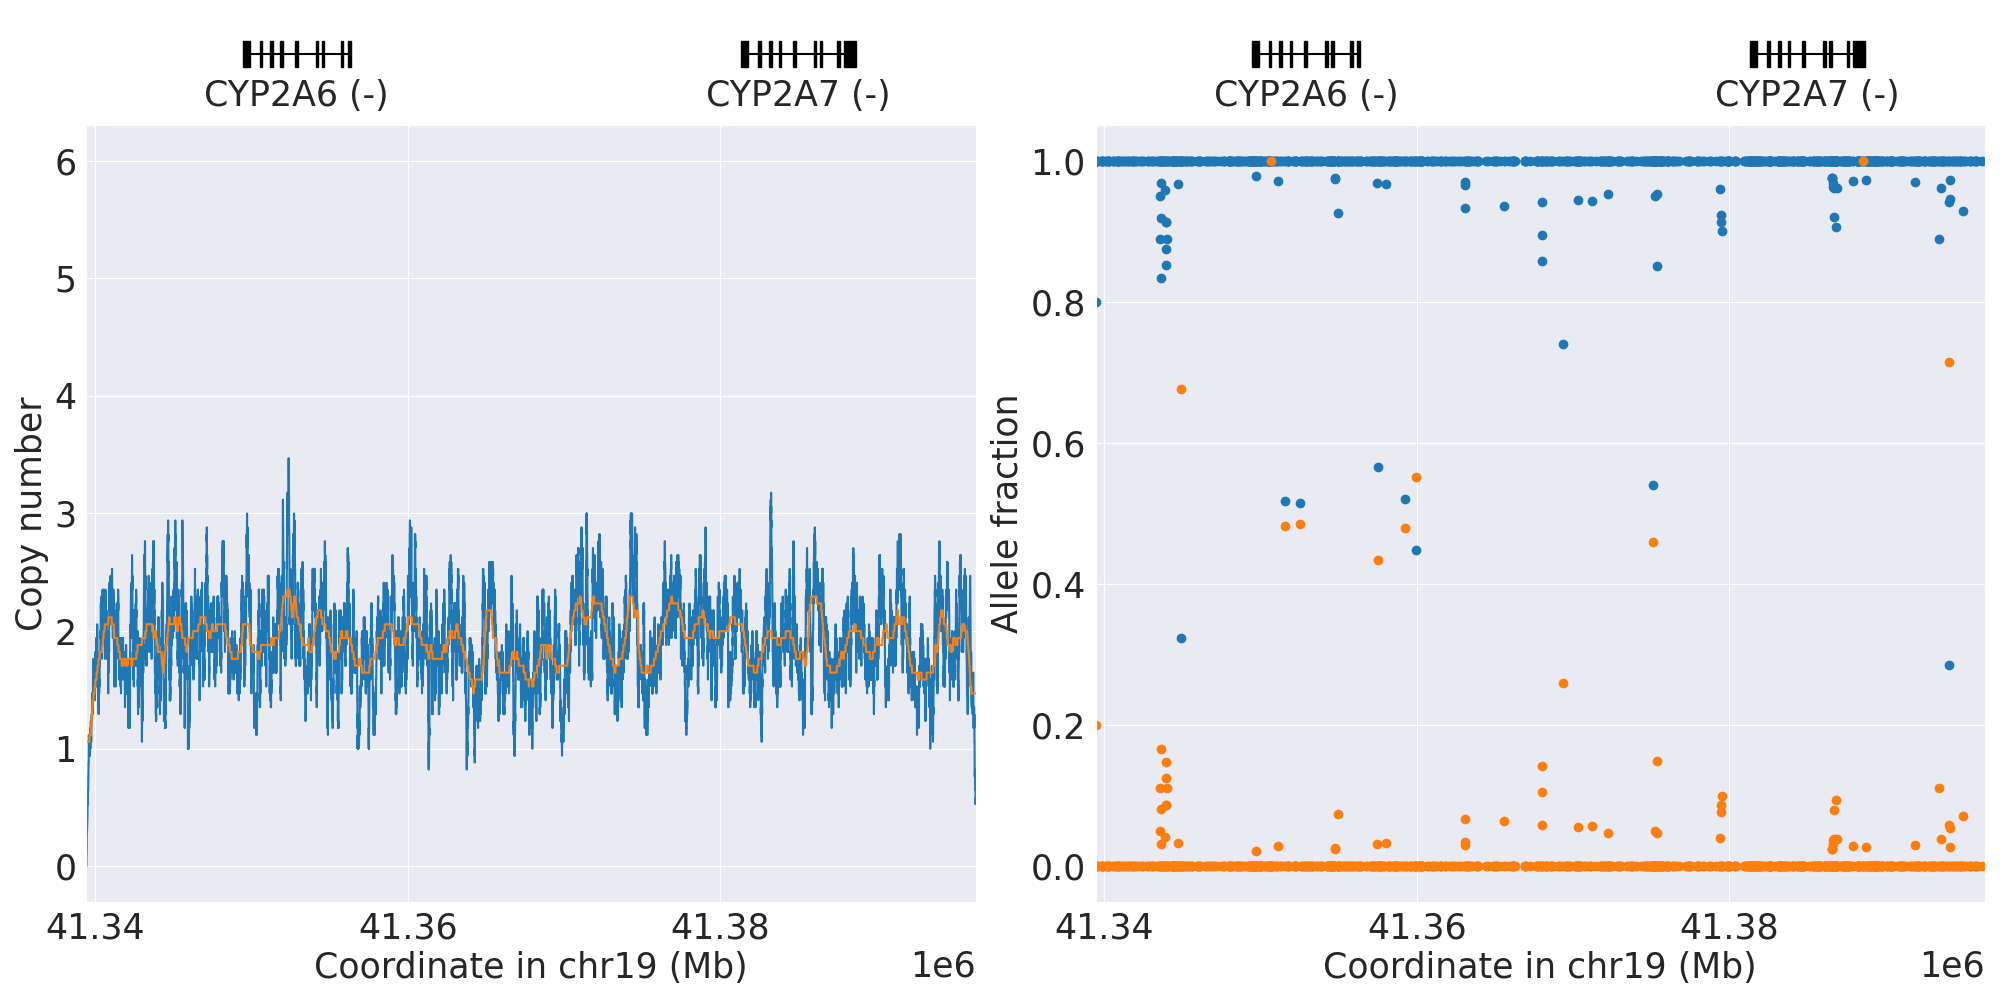 CYP2A6 (-)
CYP2A7 (-)
6
5
4
3
2
1
0
Copy number
41.34
41.36
41.38
Coordinate in chr19 (Mb)
1e6
CYP2A6 (-)
CYP2A7 (-)
1.0
0.8
0.6
0.4
0.2
0.0
Allele fraction
41.34
41.36
41.38
Coordinate in chr19 (Mb)
1e6